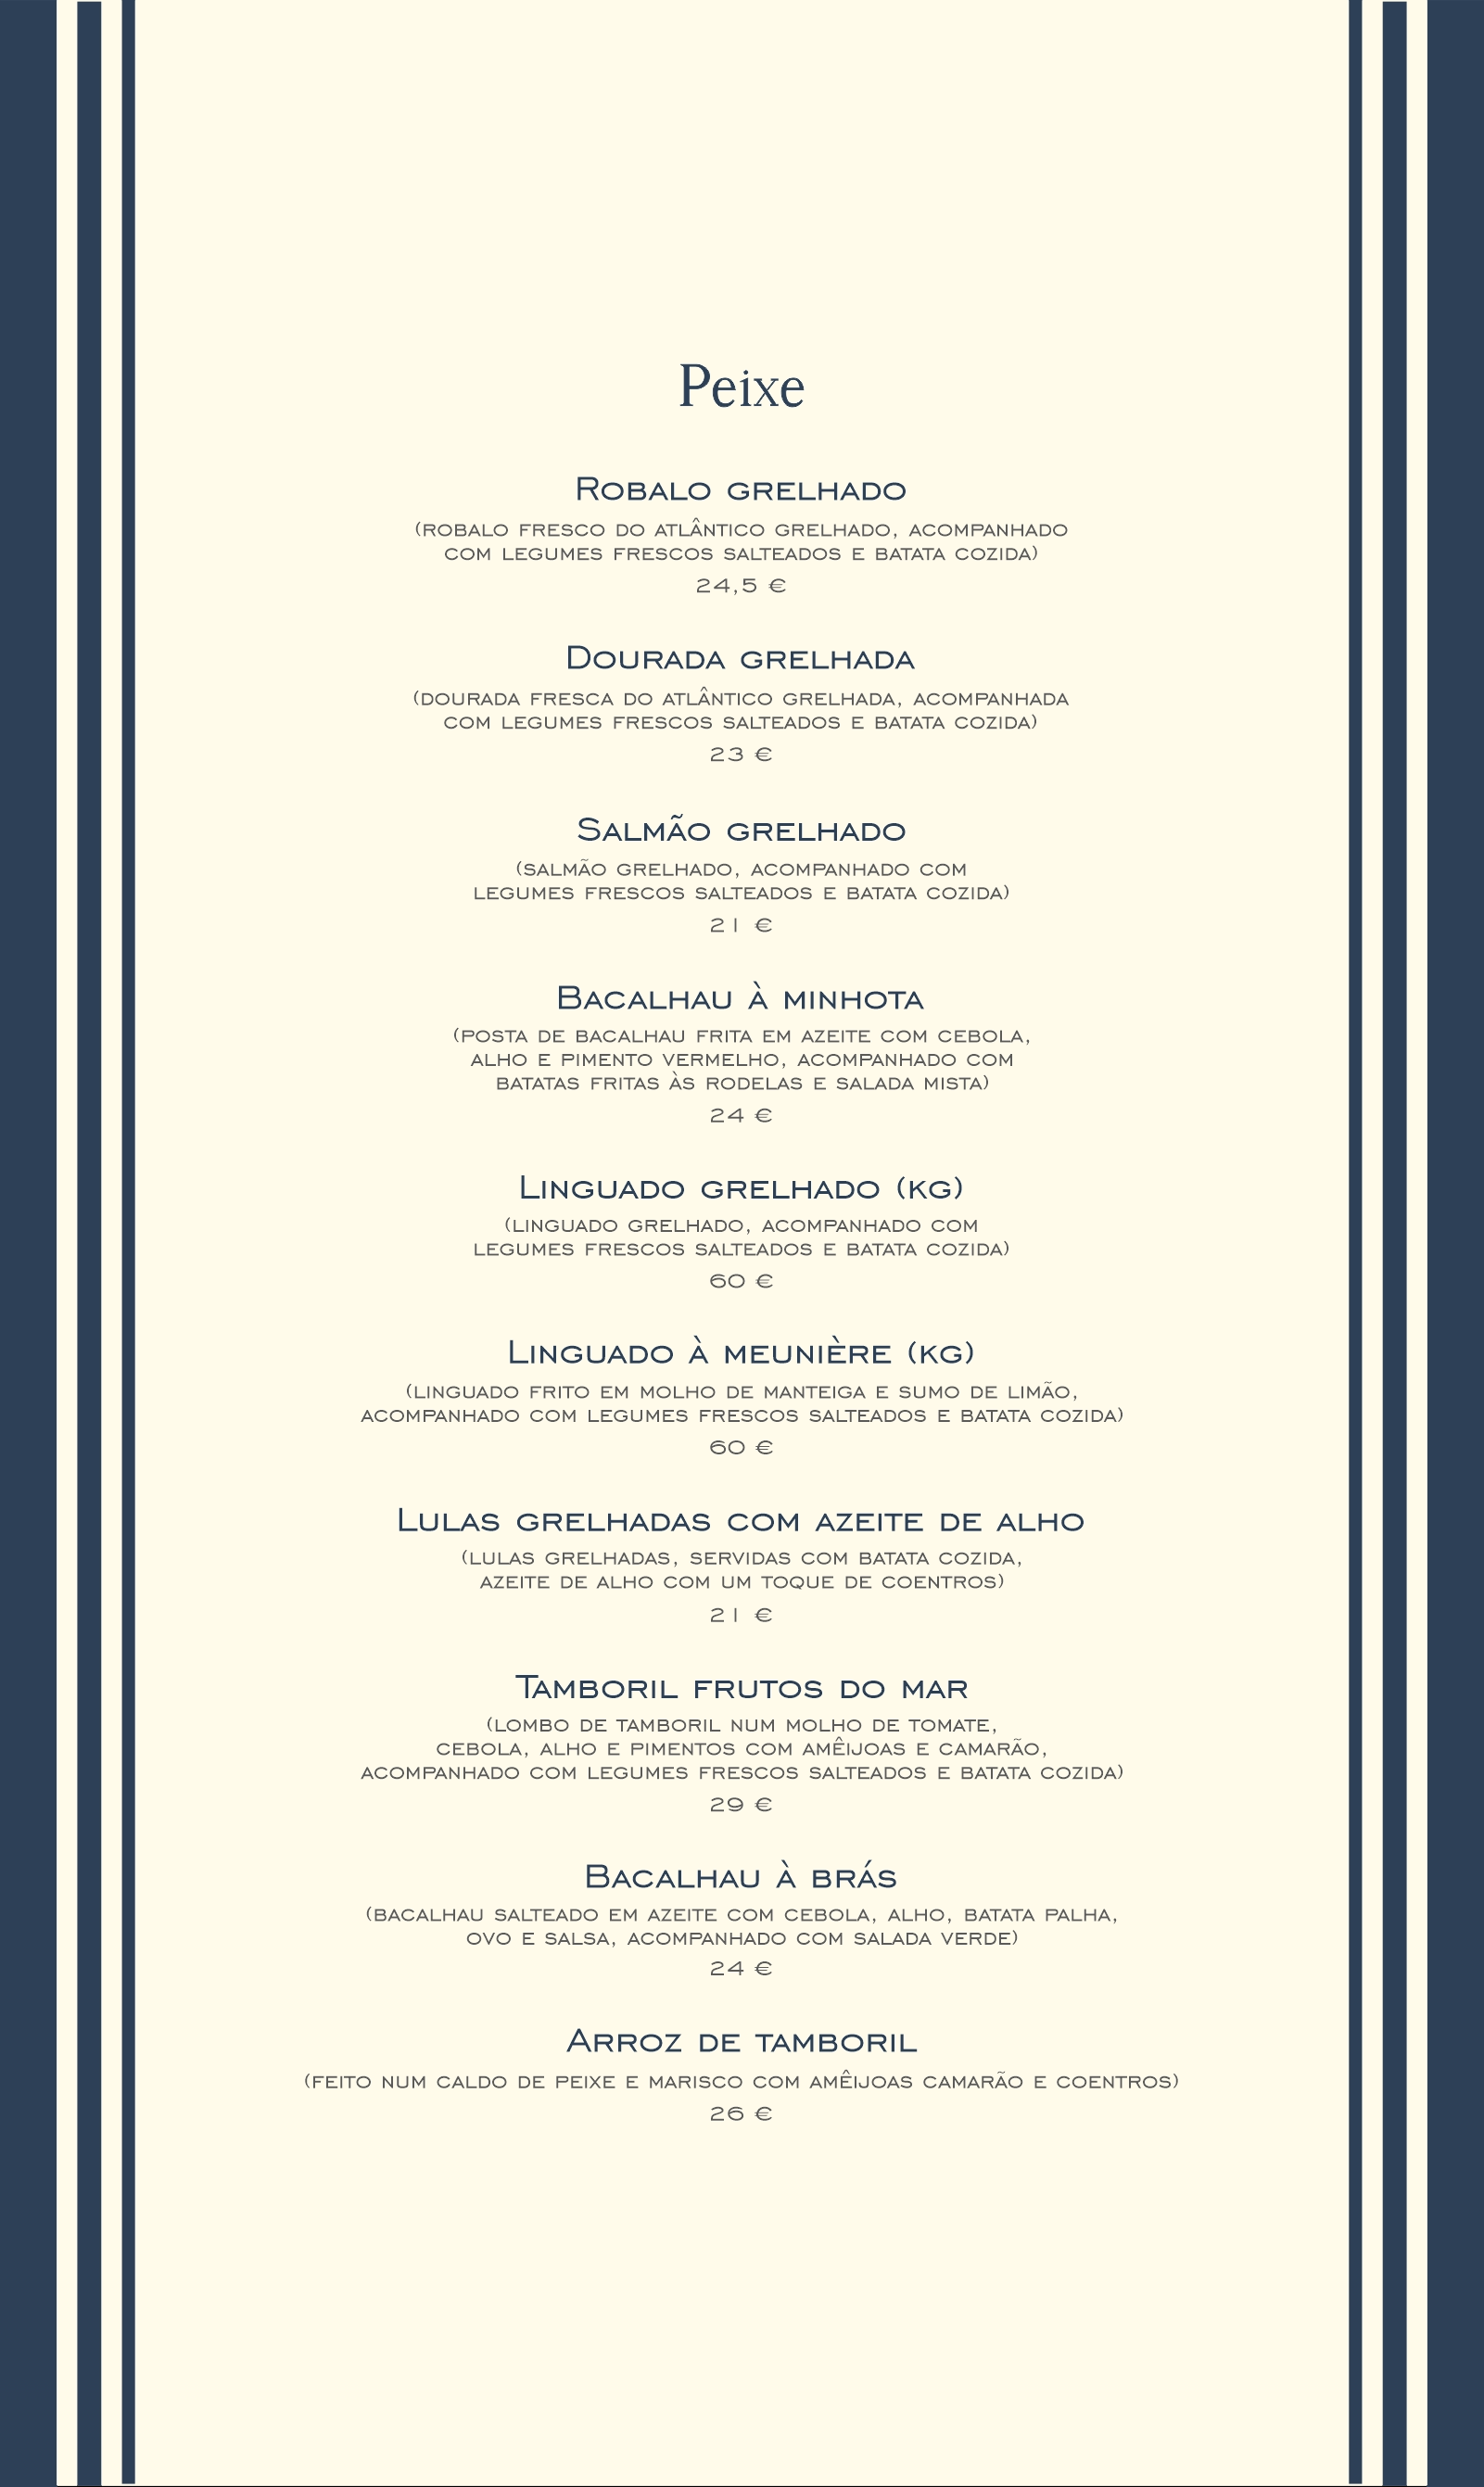 Peixe
Robalo grelhado
(robalo fresco do Atlântico grelhado, acompanhado
com legumes frescos salteados e batata cozida)
24,5 €
Dourada grelhada
(dourada fresca do Atlântico grelhada, acompanhada
com legumes frescos salteados e batata cozida)
23 €
Salmão grelhado
(salmão grelhado, acompanhado com
legumes frescos salteados e batata cozida)
21 €
Bacalhau à minhota
(posta de bacalhau frita em azeite com cebola,
alho e pimento vermelho, acompanhado com
batatas fritas às rodelas e salada mista)
24 €
Linguado grelhado (kg)
(linguado grelhado, acompanhado com
legumes frescos salteados e batata cozida)
60 €
Linguado à meunière (kg)
(linguado frito em molho de manteiga e sumo de limão,
acompanhado com legumes frescos salteados e batata cozida)
60 €
Lulas grelhadas com azeite de alho
(lulas grelhadas, servidas com batata cozida,
azeite de alho com um toque de coentros)
21 €
Tamboril frutos do mar
(lombo de tamboril num molho de tomate,
cebola, alho e pimentos com amêijoas e camarão,
acompanhado com legumes frescos salteados e batata cozida)
29 €
Bacalhau à brás
(bacalhau salteado em azeite com cebola, alho, batata palha,
ovo e salsa, acompanhado com salada verde)
24 €
Arroz de tamboril
(feito num caldo de peixe e marisco com amêijoas camarão e coentros)
26 €